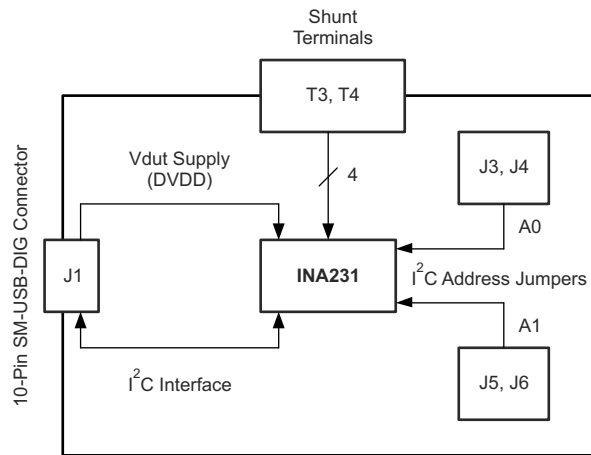 Shunt
Terminals
T3, T4
Vdut Supply
(DVDD)
4
J3, J4
A0
10-Pin SM-USB-DIG Connector
J1
INA231
I²C Address Jumpers
A1
I²C Interface
J5, J6